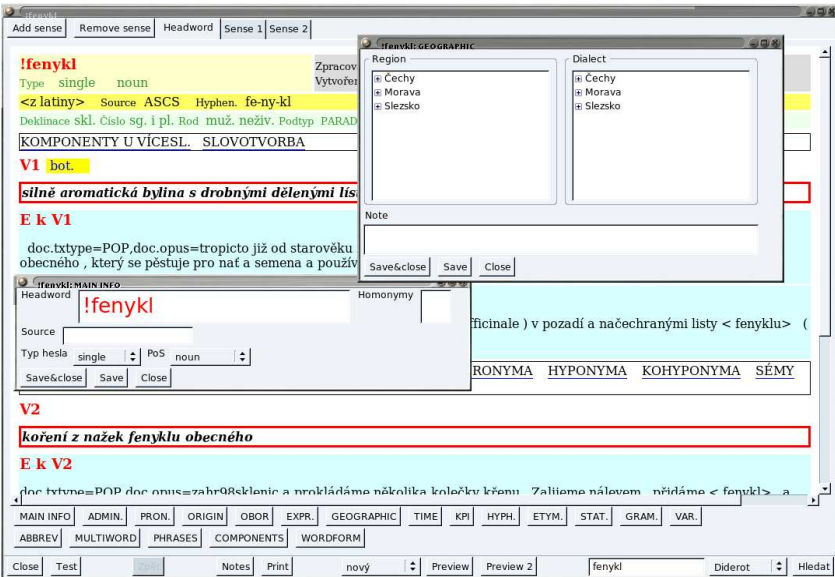 Add sense Remove sense Headword Sense 1 Sense 2
!fenykl
Type single noun
<z latiny> Source ASCS Hyphen. fe-ny-kl
Deklinace skl. Číslo sg. i pl. Rod muž. neživ. Podtyp PARAD
KOMPONENTY U VÍCESL. SLOVOTVORBA
V1 bot.
silně aromatická bylina s drobnými dělenými lís
E k V1
doc.txtype=POP,doc.opus=tropicto již od starověku
obecného , který se pěstuje pro nať a semena a použív
Zpracov
Vytvořen
!fenykl: GEOGRAPHIC
Region Dialect
Čechy Čechy
Morava Morava
Slezsko Slezsko
Note
Save&close Save Close
!fenykl: MAIN INFO
Headword !fenykl Homonymy
Source
Typ hesla single PoS noun
Save&close Save Close
fficinale ) v pozadí a načechranými listy < fenyklu> (
RONYMA HYPONYMA KOHYPONYMA SÉMY
V2
koření z nažek fenyklu obecného
E k V2
doc.txtype=POP,doc.opus=zahr98sklenic a prokládáme několika kolečky křenu . Zalijeme nálevem , přidáme < fenykl> , a
MAIN INFO ADMIN. PRON. ORIGIN OBOR EXPR. GEOGRAPHIC TIME KPI HYPH. ETYM. STAT. GRAM. VAR.
ABBREV MULTIWORD PHRASES COMPONENTS WORDFORM
Close Test Zpět Notes Print nový Preview Preview 2 fenykl Diderot Hledat